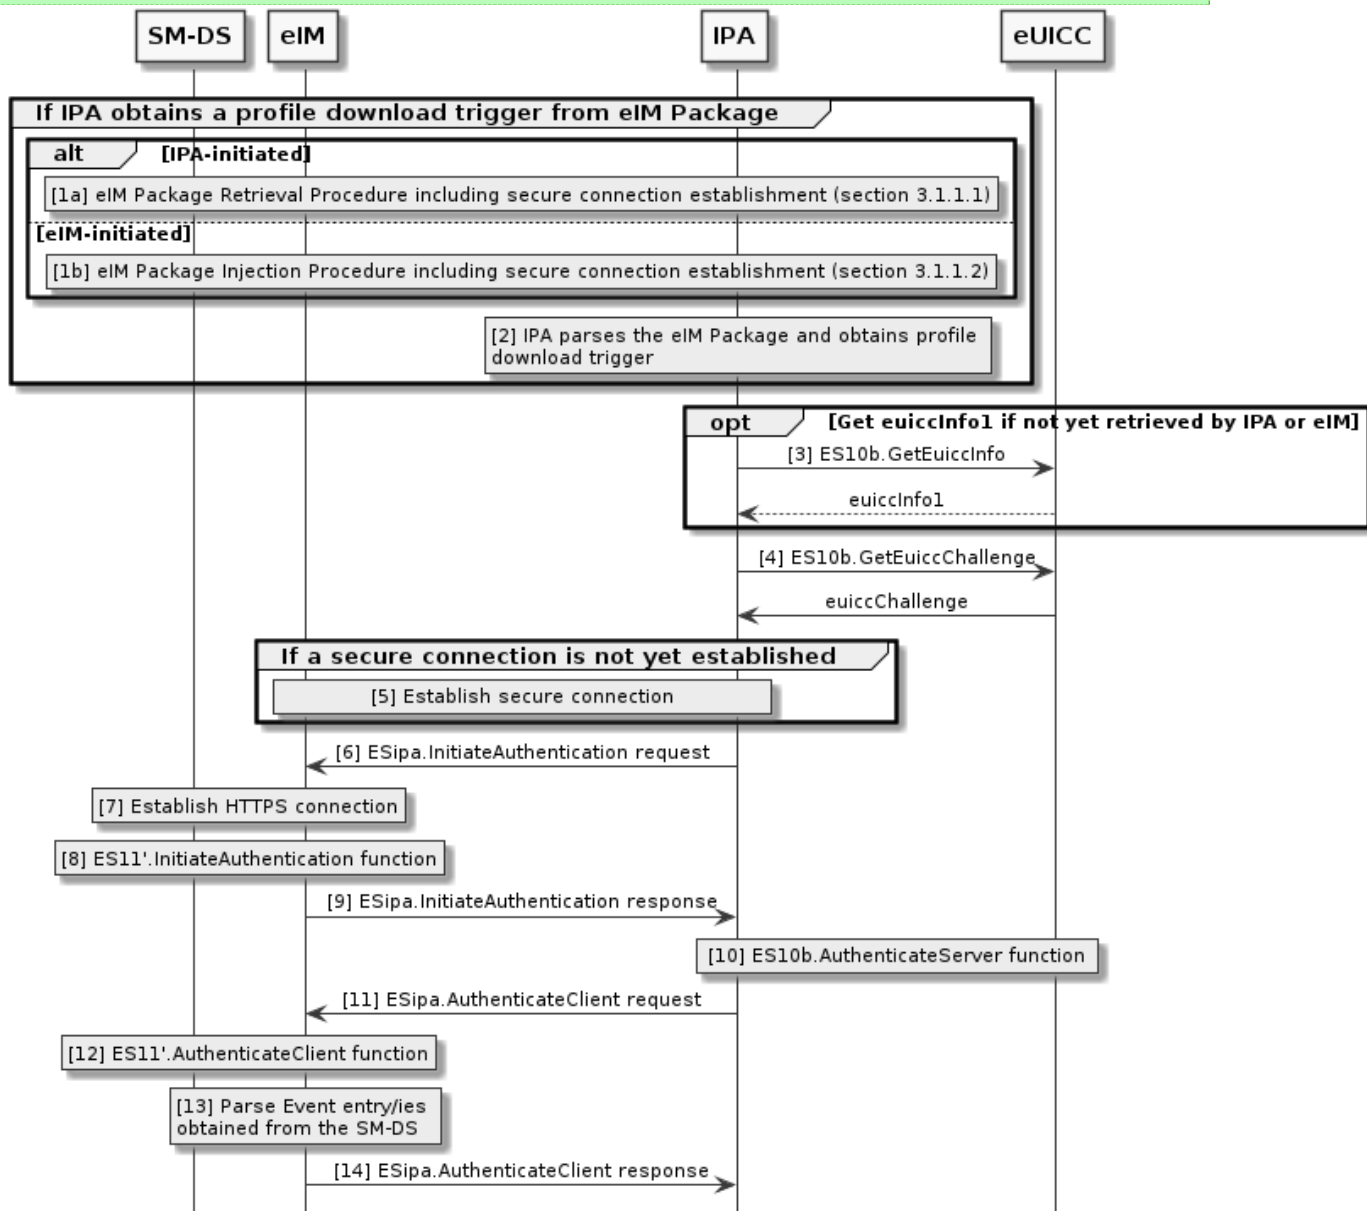 SM-DS eIM IPA eUICC
If IPA obtains a profile download trigger from eIM Package
alt [IPA-initiated]
[1a] eIM Package Retrieval Procedure including secure connection establishment (section 3.1.1.1)
[eIM-initiated]
[1b] eIM Package Injection Procedure including secure connection establishment (section 3.1.1.2)
[2] IPA parses the eIM Package and obtains profile
download trigger
opt [Get euiccInfo1 if not yet retrieved by IPA or eIM]
[3] ES10b.GetEuiccInfo
euiccInfo1
[4] ES10b.GetEuiccChallenge
euiccChallenge
If a secure connection is not yet established
[5] Establish secure connection
[6] ESipa.InitiateAuthentication request
[7] Establish HTTPS connection
[8] ES11'.InitiateAuthentication function
[9] ESipa.InitiateAuthentication response
[10] ES10b.AuthenticateServer function
[11] ESipa.AuthenticateClient request
[12] ES11'.AuthenticateClient function
[13] Parse Event entry/ies
obtained from the SM-DS
[14] ESipa.AuthenticateClient response